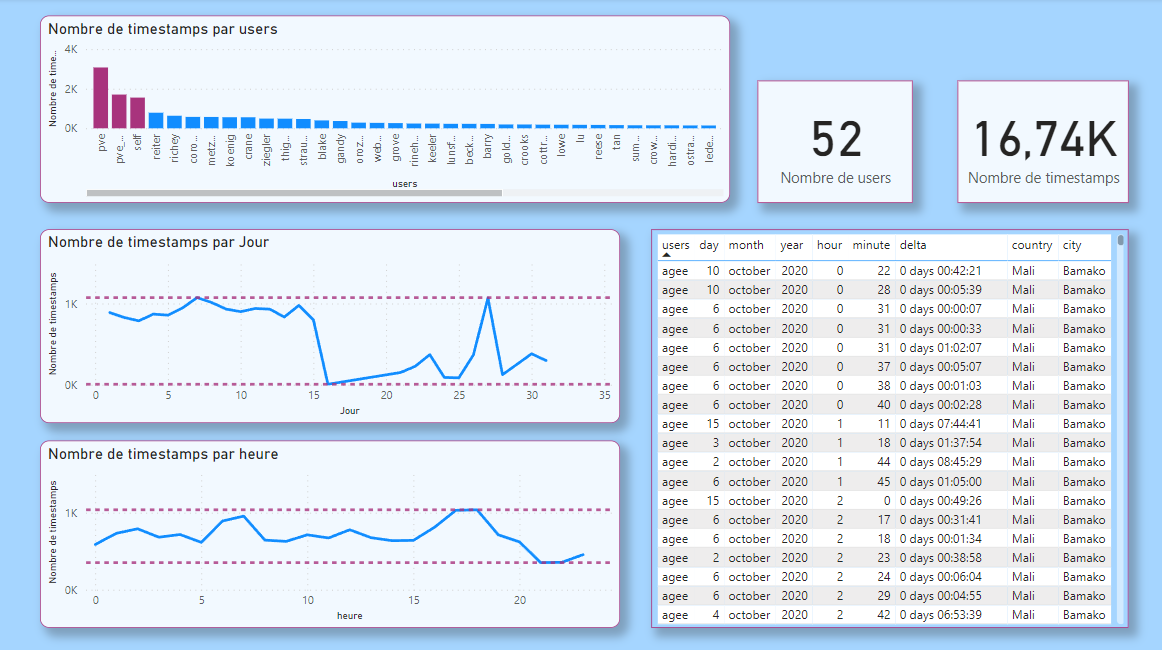 Nombre de timestamps par users
Nombre de time...
4K
2K
0K
pve
pve_...
self
reiter
richey
coro...
metz...
koenig
crane
ziegler
thig...
strau...
blake
gandy
oroz...
web...
grove
rineh...
keeler
lunsf...
beck...
barry
gold...
crooks
cottr...
lowe
lu
reese
tan
sum...
crow...
hardi...
ostra...
lede...
users
52
Nombre de users
16,74K
Nombre de timestamps
Nombre de timestamps par Jour
Nombre de timestamps
1K
0K
0 5 10 15 20 25 30 35
Jour
Nombre de timestamps par heure
Nombre de timestamps
1K
0K
0 5 10 15 20
heure
users day month year hour minute delta country city
agee 10 october 2020 0 22 0 days 00:42:21 Mali Bamako
agee 10 october 2020 0 28 0 days 00:05:39 Mali Bamako
agee 6 october 2020 0 31 0 days 00:00:07 Mali Bamako
agee 6 october 2020 0 31 0 days 00:00:33 Mali Bamako
agee 6 october 2020 0 31 0 days 01:02:07 Mali Bamako
agee 6 october 2020 0 37 0 days 00:05:07 Mali Bamako
agee 6 october 2020 0 38 0 days 00:01:03 Mali Bamako
agee 6 october 2020 0 40 0 days 00:02:28 Mali Bamako
agee 15 october 2020 1 11 0 days 07:44:41 Mali Bamako
agee 3 october 2020 1 18 0 days 01:37:54 Mali Bamako
agee 2 october 2020 1 44 0 days 08:45:29 Mali Bamako
agee 6 october 2020 1 45 0 days 01:05:00 Mali Bamako
agee 15 october 2020 2 0 0 days 00:49:26 Mali Bamako
agee 6 october 2020 2 17 0 days 00:31:41 Mali Bamako
agee 6 october 2020 2 18 0 days 00:01:34 Mali Bamako
agee 2 october 2020 2 23 0 days 00:38:58 Mali Bamako
agee 6 october 2020 2 24 0 days 00:06:04 Mali Bamako
agee 6 october 2020 2 29 0 days 00:04:55 Mali Bamako
agee 4 october 2020 2 42 0 days 06:53:39 Mali Bamako